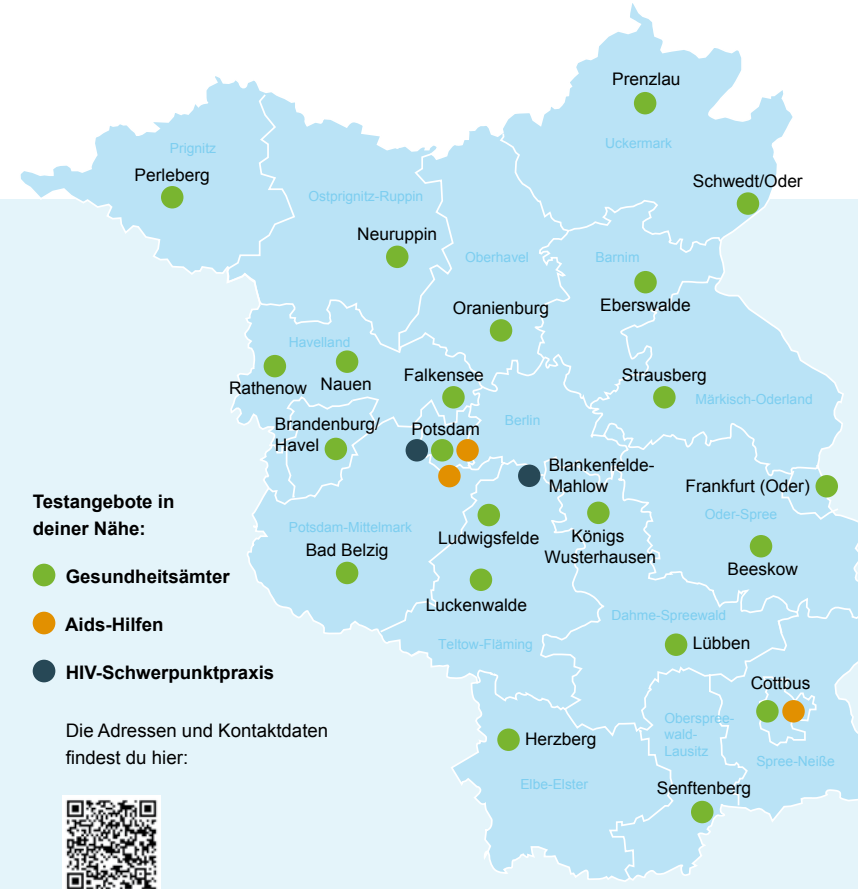 Prenzlau
Uckermark
Prignitz
Perleberg
Schwedt/Oder
Ostprignitz-Ruppin
Neuruppin
Oberhavel
Barnim
Eberswalde
Oranienburg
Havelland
Rathenow
Nauen
Falkensee
Strausberg
Märkisch-Oderland
Berlin
Brandenburg/
Havel
Potsdam
Blankenfelde-
Mahlow
Frankfurt (Oder)
Oder-Spree
Testangebote in
deiner Nähe:
Gesundheitsämter
Aids-Hilfen
HIV-Schwerpunktpraxis
Die Adressen und Kontaktdaten
findest du hier:
Potsdam-Mittelmark
Bad Belzig
Ludwigsfelde
Königs
Wusterhausen
Beeskow
Luckenwalde
Teltow-Fläming
Dahme-Spreewald
Lübben
Cottbus
Herzberg
Elbe-Elster
Oberspree-
wald-
Lausitz
Spree-Neiße
Senftenberg